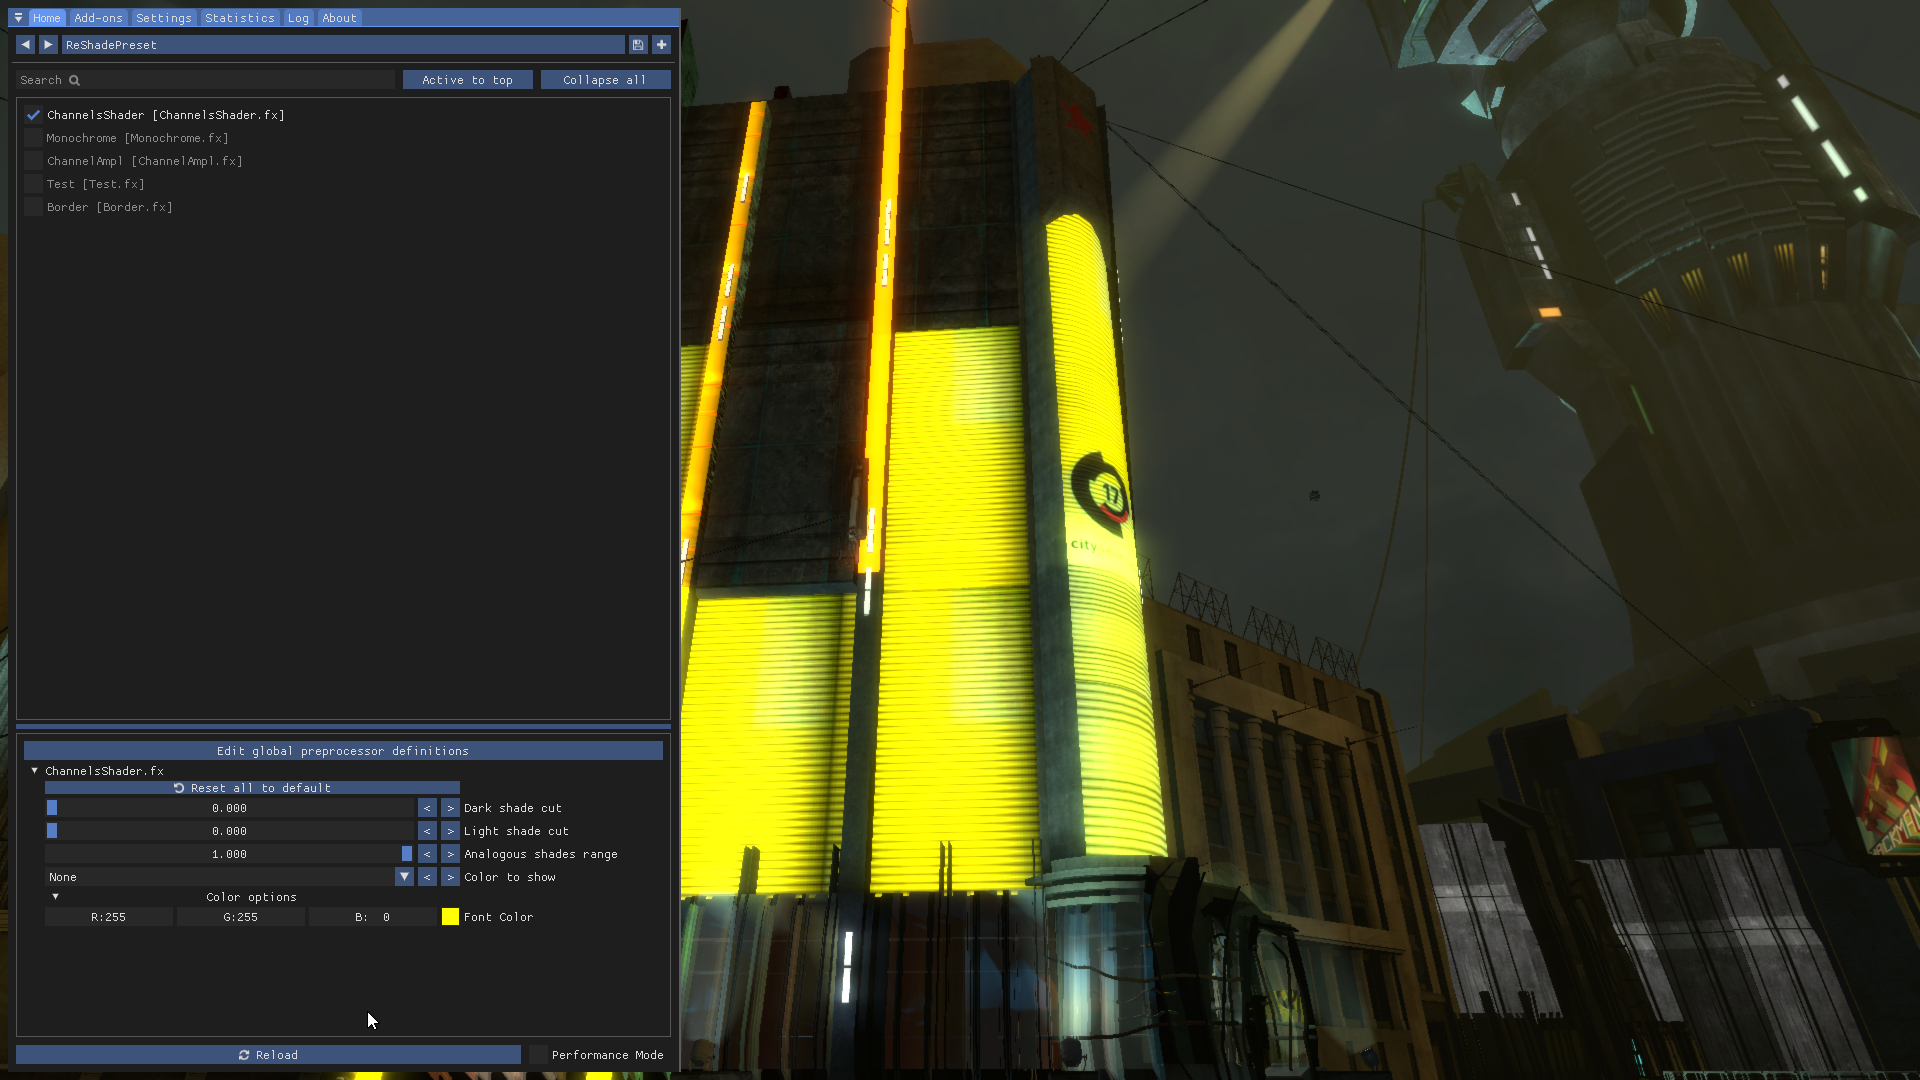 Home Add-ons Settings Statistics Log About
ReShadePreset
Search Active to top Collapse all
ChannelsShader [ChannelsShader.fx]
Monochrome [Monochrome.fx]
ChannelAmpl [ChannelAmpl.fx]
Test [Test.fx]
Border [Border.fx]
Edit global preprocessor definitions
ChannelsShader.fx
Reset all to default
0.000 < > Dark shade cut
0.000 < > Light shade cut
1.000 < > Analogous shades range
None < > Color to show
Color options
R:255 G:255 B: 0 Font Color
Reload Performance Mode
17
city